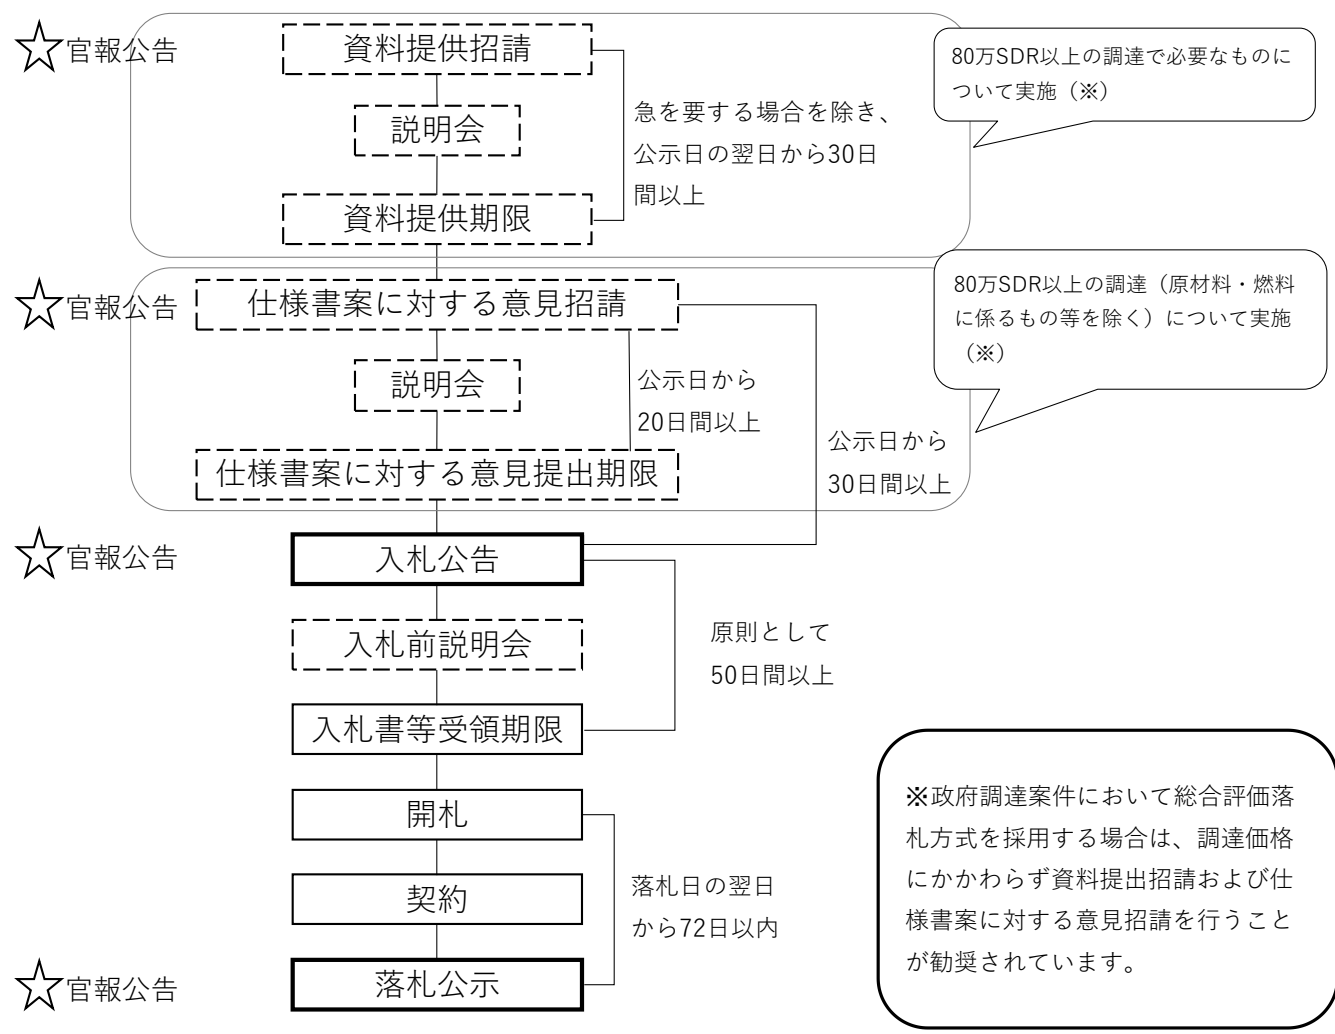 官報公告
資料提供招請
80万SDR以上の調達で必要なものに
ついて実施（※）
説明会
急を要する場合を除き、
公示日の翌日から30日
間以上
資料提供期限
官報公告
仕様書案に対する意見招請
80万SDR以上の調達（原材料・燃料
に係るもの等を除く）について実施
（※）
説明会
公示日から
20日間以上
公示日から
30日間以上
仕様書案に対する意見提出期限
官報公告
入札公告
入札前説明会
原則として
50日間以上
入札書等受領期限
開札
契約
落札日の翌日
から72日以内
官報公告
落札公示
※政府調達案件において総合評価落
札方式を採用する場合は、調達価格
にかかわらず資料提出招請および仕
様書案に対する意見招請を行うこと
が勧奨されています。